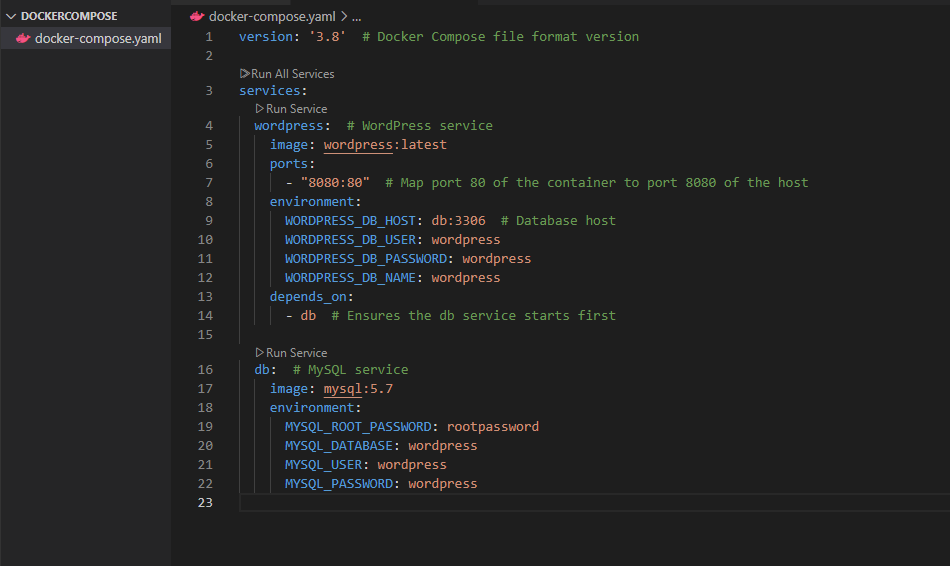 DOCKERCOMPOSE
docker-compose.yaml
docker-compose.yaml > ...
1 version: '3.8'  # Docker Compose file format version
2
Run All Services
3 services:
Run Service
4   wordpress:  # WordPress service
5     image: wordpress:latest
6     ports:
7       - "8080:80"  # Map port 80 of the container to port 8080 of the host
8     environment:
9       WORDPRESS_DB_HOST: db:3306  # Database host
10       WORDPRESS_DB_USER: wordpress
11       WORDPRESS_DB_PASSWORD: wordpress
12       WORDPRESS_DB_NAME: wordpress
13     depends_on:
14       - db  # Ensures the db service starts first
15
Run Service
16   db:  # MySQL service
17     image: mysql:5.7
18     environment:
19       MYSQL_ROOT_PASSWORD: rootpassword
20       MYSQL_DATABASE: wordpress
21       MYSQL_USER: wordpress
22       MYSQL_PASSWORD: wordpress
23